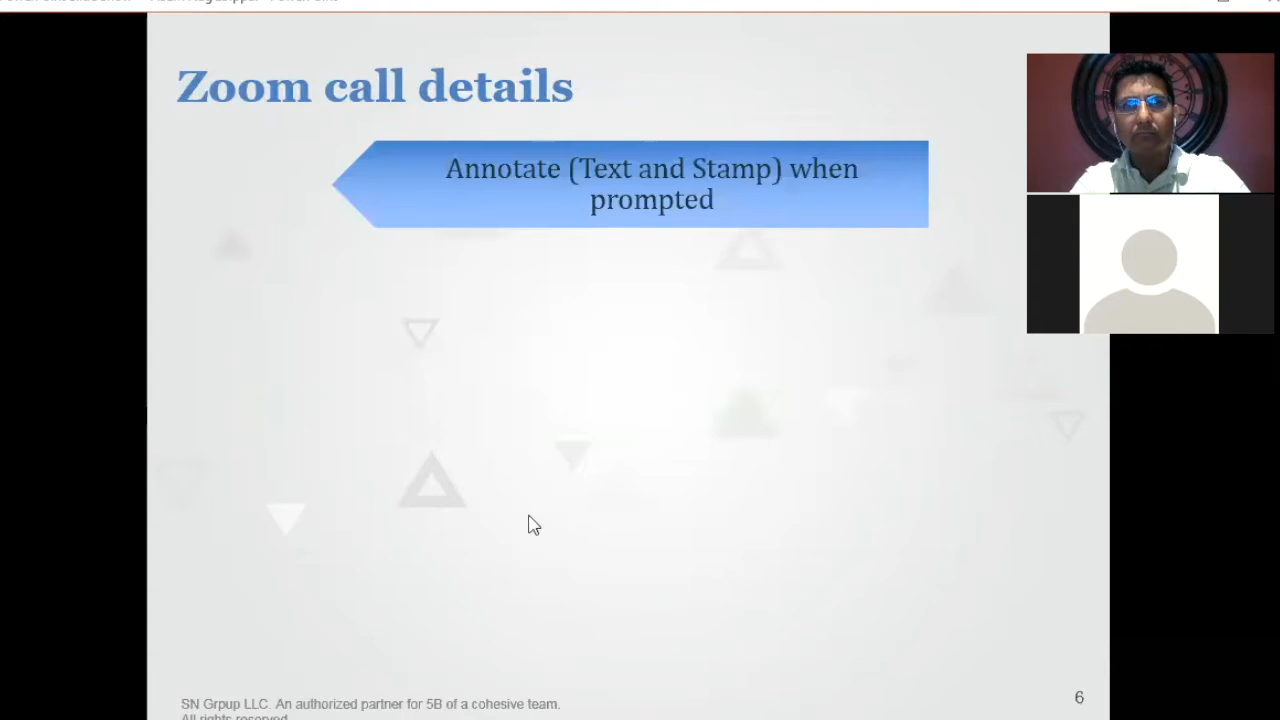 Zoom call details
Annotate (Text and Stamp) when
prompted
SN Grpup LLC. An authorized partner for 5B of a cohesive team.
All rights reserved
6